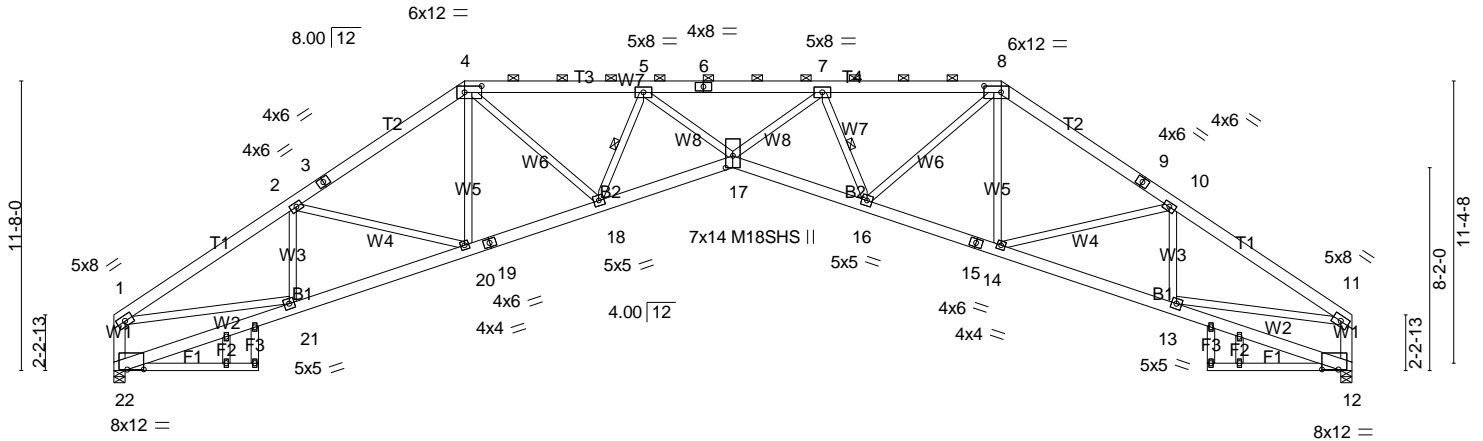 6x12 =
8.00 12
5x8 =
4x8 =
5x8 =
6x12 =
4
5
6
7
8
T3
W7
T4
4x6 //
T2
W8
W8
W7
T2
4x6 \\
4x6 \\
4x6 //
3
2
W6
W6
9
10
W5
B2
17
B2
W5
T1
W4
W4
T1
18
7x14 M18SHS ||
16
5x8 //
W3
20
19
5x5 //
5x5 \\
15
14
W3
5x8 \\
1
B1
4x6 //
4.00 12
4x6 \\
B1
11
W1
W2
21
4x4 //
4x4 \\
13
W2
W1
F1
F2
F3
5x5 //
5x5 \\
F3
F2
F1
22
12
8x12 =
8x12 =
11-8-0
2-2-13
2-2-13
8-2-0
11-4-8